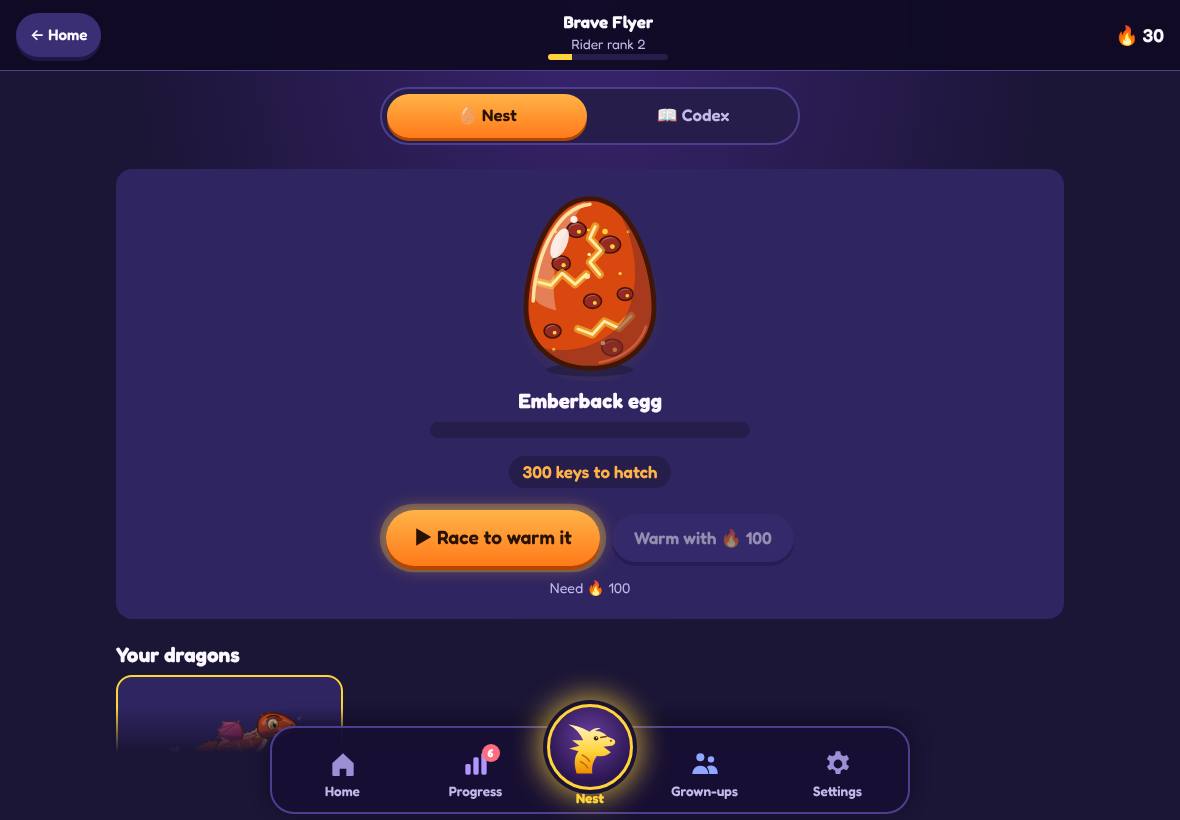 ← Home
Brave Flyer
Rider rank 2
🔥 30
🥚 Nest
📖 Codex
Emberback egg
300 keys to hatch
▶ Race to warm it
Warm with 🔥 100
Need 🔥 100
Your dragons
Home
6
Progress
Nest
Grown-ups
Settings